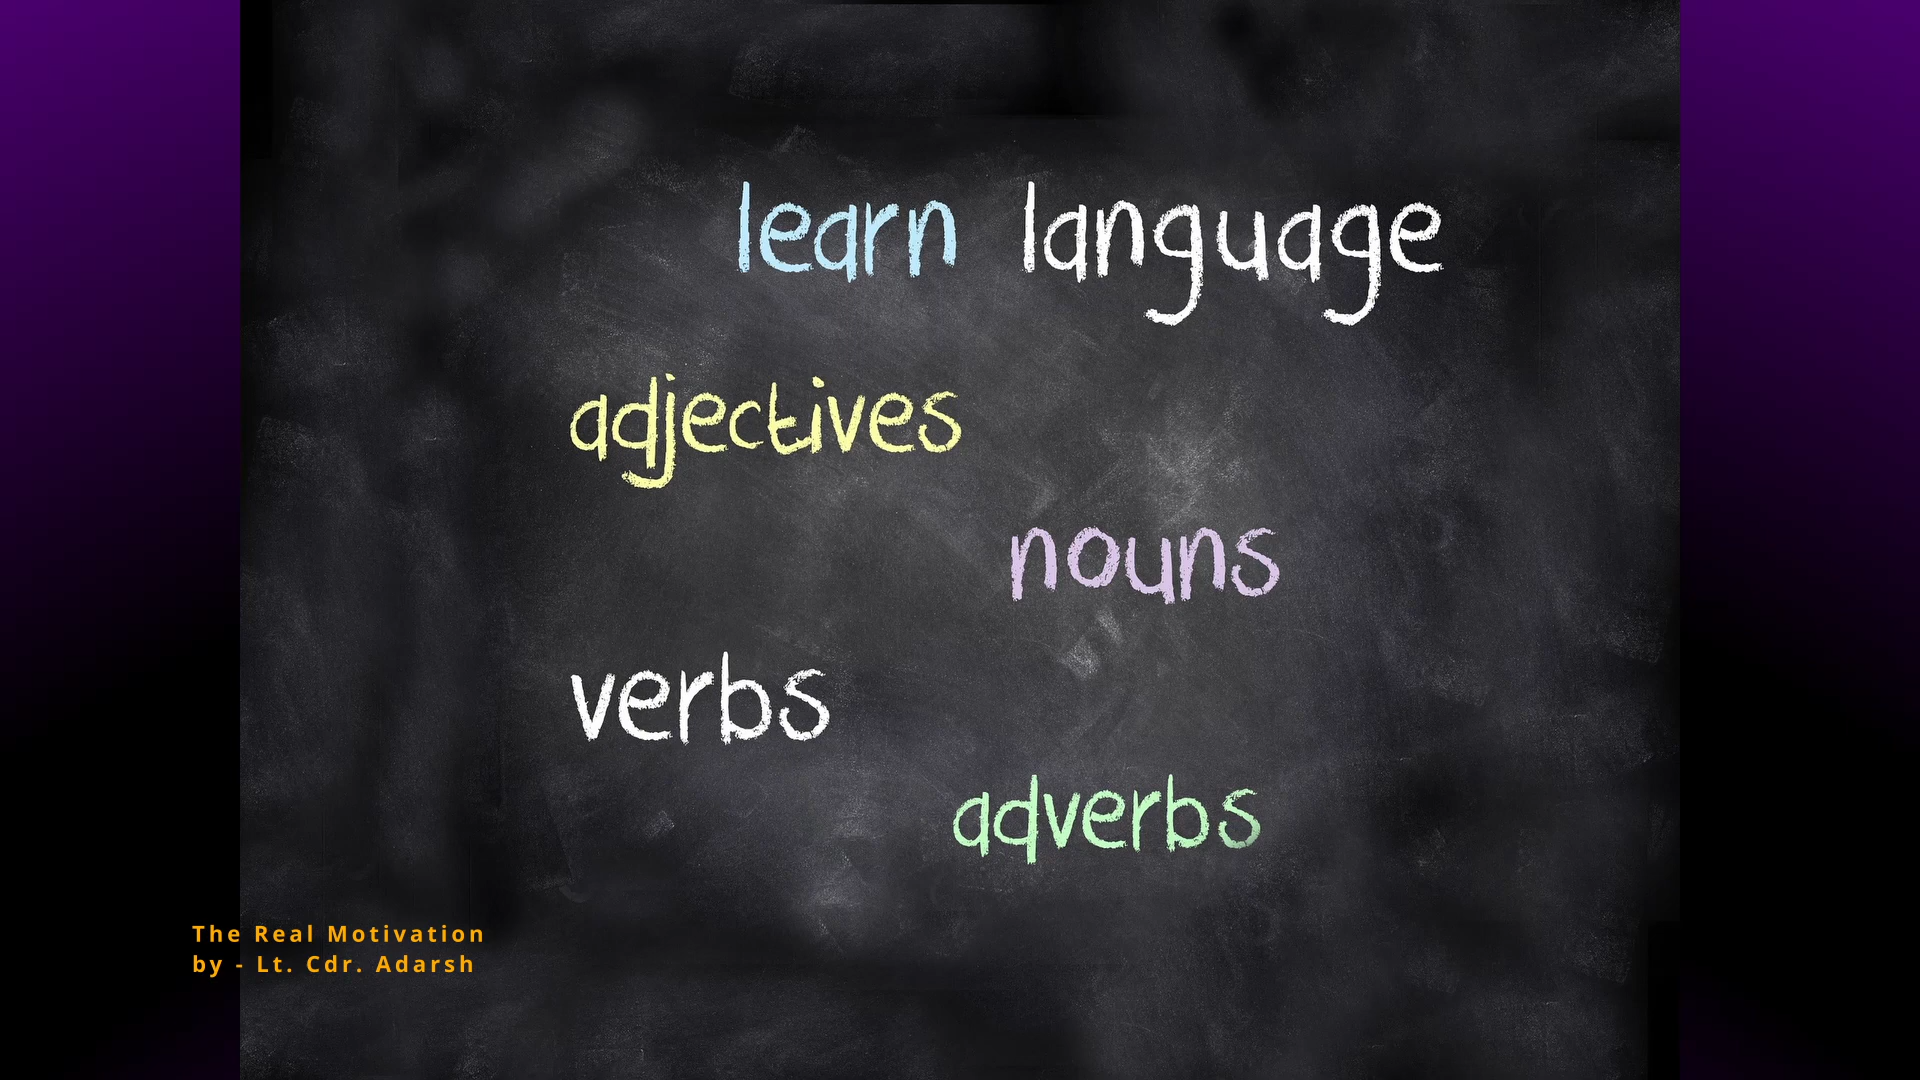 learn language
adjectives
nouns
verbs
adverbs
The Real Motivation
by - Lt. Cdr. Adarsh